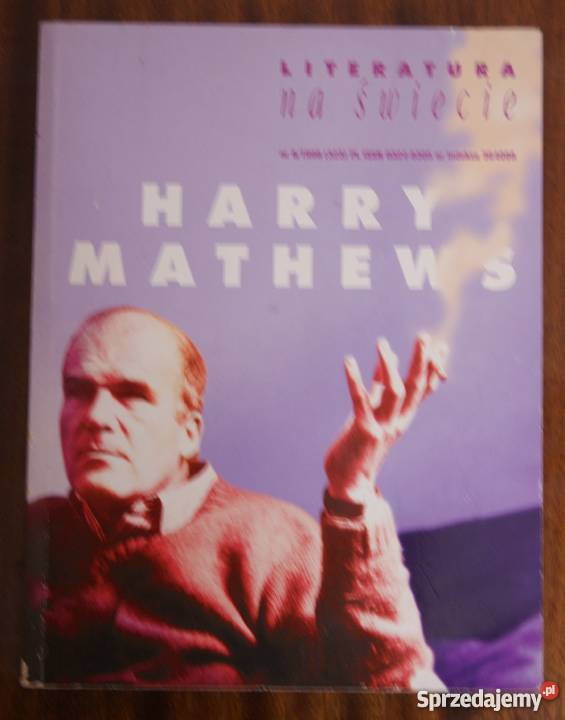 LITERATURA
na świecie
HARRY
MATHEWS
Sprzedajemy.pl